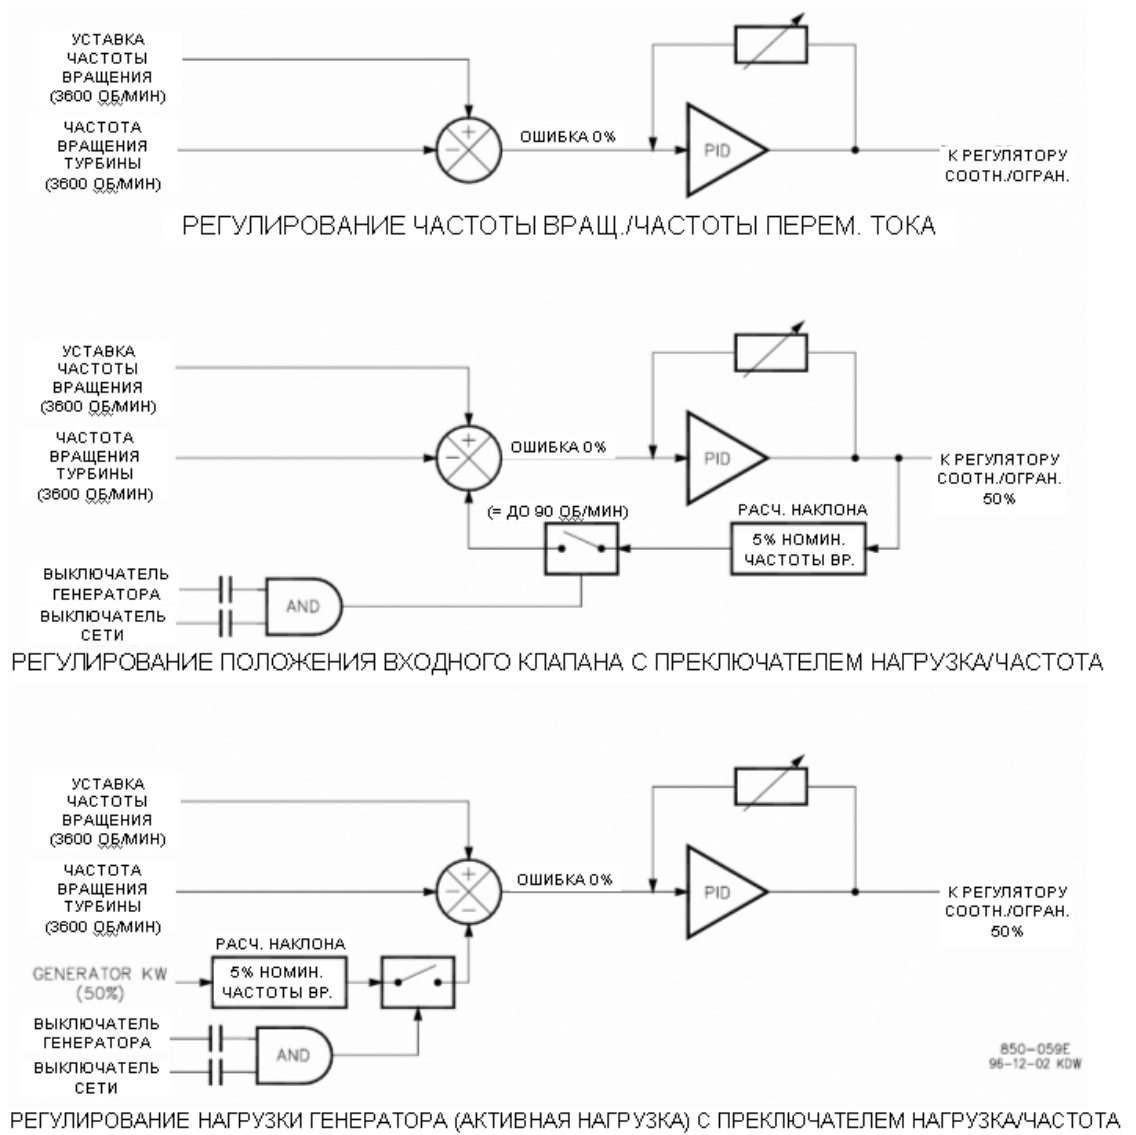 УСТАВКА
ЧАСТОТЫ
ВРАЩЕНИЯ
(3600 ОБ/МИН)
ЧАСТОТА
ВРАЩЕНИЯ
ТУРБИНЫ
(3600 ОБ/МИН)
+
−
ОШИБКА 0%
PID
К РЕГУЛЯТОРУ
СООТН./ОГРАН.
РЕГУЛИРОВАНИЕ ЧАСТОТЫ ВРАЩ./ЧАСТОТЫ ПЕРЕМ. ТОКА
УСТАВКА
ЧАСТОТЫ
ВРАЩЕНИЯ
(3600 ОБ/МИН)
ЧАСТОТА
ВРАЩЕНИЯ
ТУРБИНЫ
(3600 ОБ/МИН)
+
−
ОШИБКА 0%
PID
К РЕГУЛЯТОРУ
СООТН./ОГРАН.
50%
(= ДО 90 ОБ/МИН)
РАСЧ. НАКЛОНА
5% НОМИН.
ЧАСТОТЫ ВР.
ВЫКЛЮЧАТЕЛЬ
ГЕНЕРАТОРА
ВЫКЛЮЧАТЕЛЬ
СЕТИ
AND
РЕГУЛИРОВАНИЕ ПОЛОЖЕНИЯ ВХОДНОГО КЛАПАНА С ПРЕКЛЮЧАТЕЛЕМ НАГРУЗКА/ЧАСТОТА
УСТАВКА
ЧАСТОТЫ
ВРАЩЕНИЯ
(3600 ОБ/МИН)
ЧАСТОТА
ВРАЩЕНИЯ
ТУРБИНЫ
(3600 ОБ/МИН)
+
−
−
ОШИБКА 0%
PID
К РЕГУЛЯТОРУ
СООТН./ОГРАН.
50%
РАСЧ. НАКЛОНА
GENERATOR KW
(50%)
5% НОМИН.
ЧАСТОТЫ ВР.
ВЫКЛЮЧАТЕЛЬ
ГЕНЕРАТОРА
ВЫКЛЮЧАТЕЛЬ
СЕТИ
AND
850-059E
96-12-02 KDW
РЕГУЛИРОВАНИЕ НАГРУЗКИ ГЕНЕРАТОРА (АКТИВНАЯ НАГРУЗКА) С ПРЕКЛЮЧАТЕЛЕМ НАГРУЗКА/ЧАСТОТА